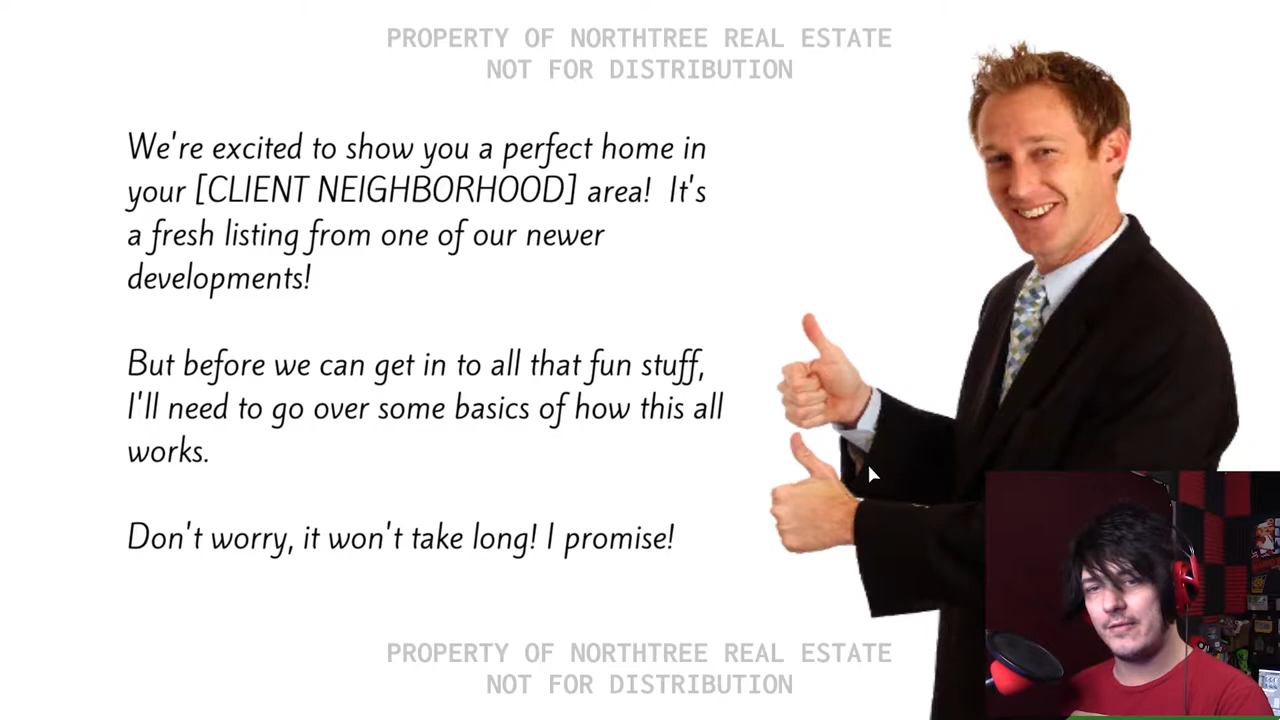 PROPERTY OF NORTHTREE REAL ESTATE
NOT FOR DISTRIBUTION
We're excited to show you a perfect home in
your [CLIENT NEIGHBORHOOD] area! It's
a fresh listing from one of our newer
developments!
But before we can get in to all that fun stuff,
I'll need to go over some basics of how this all
works.
Don't worry, it won't take long! I promise!
PROPERTY OF NORTHTREE REAL ESTATE
NOT FOR DISTRIBUTION